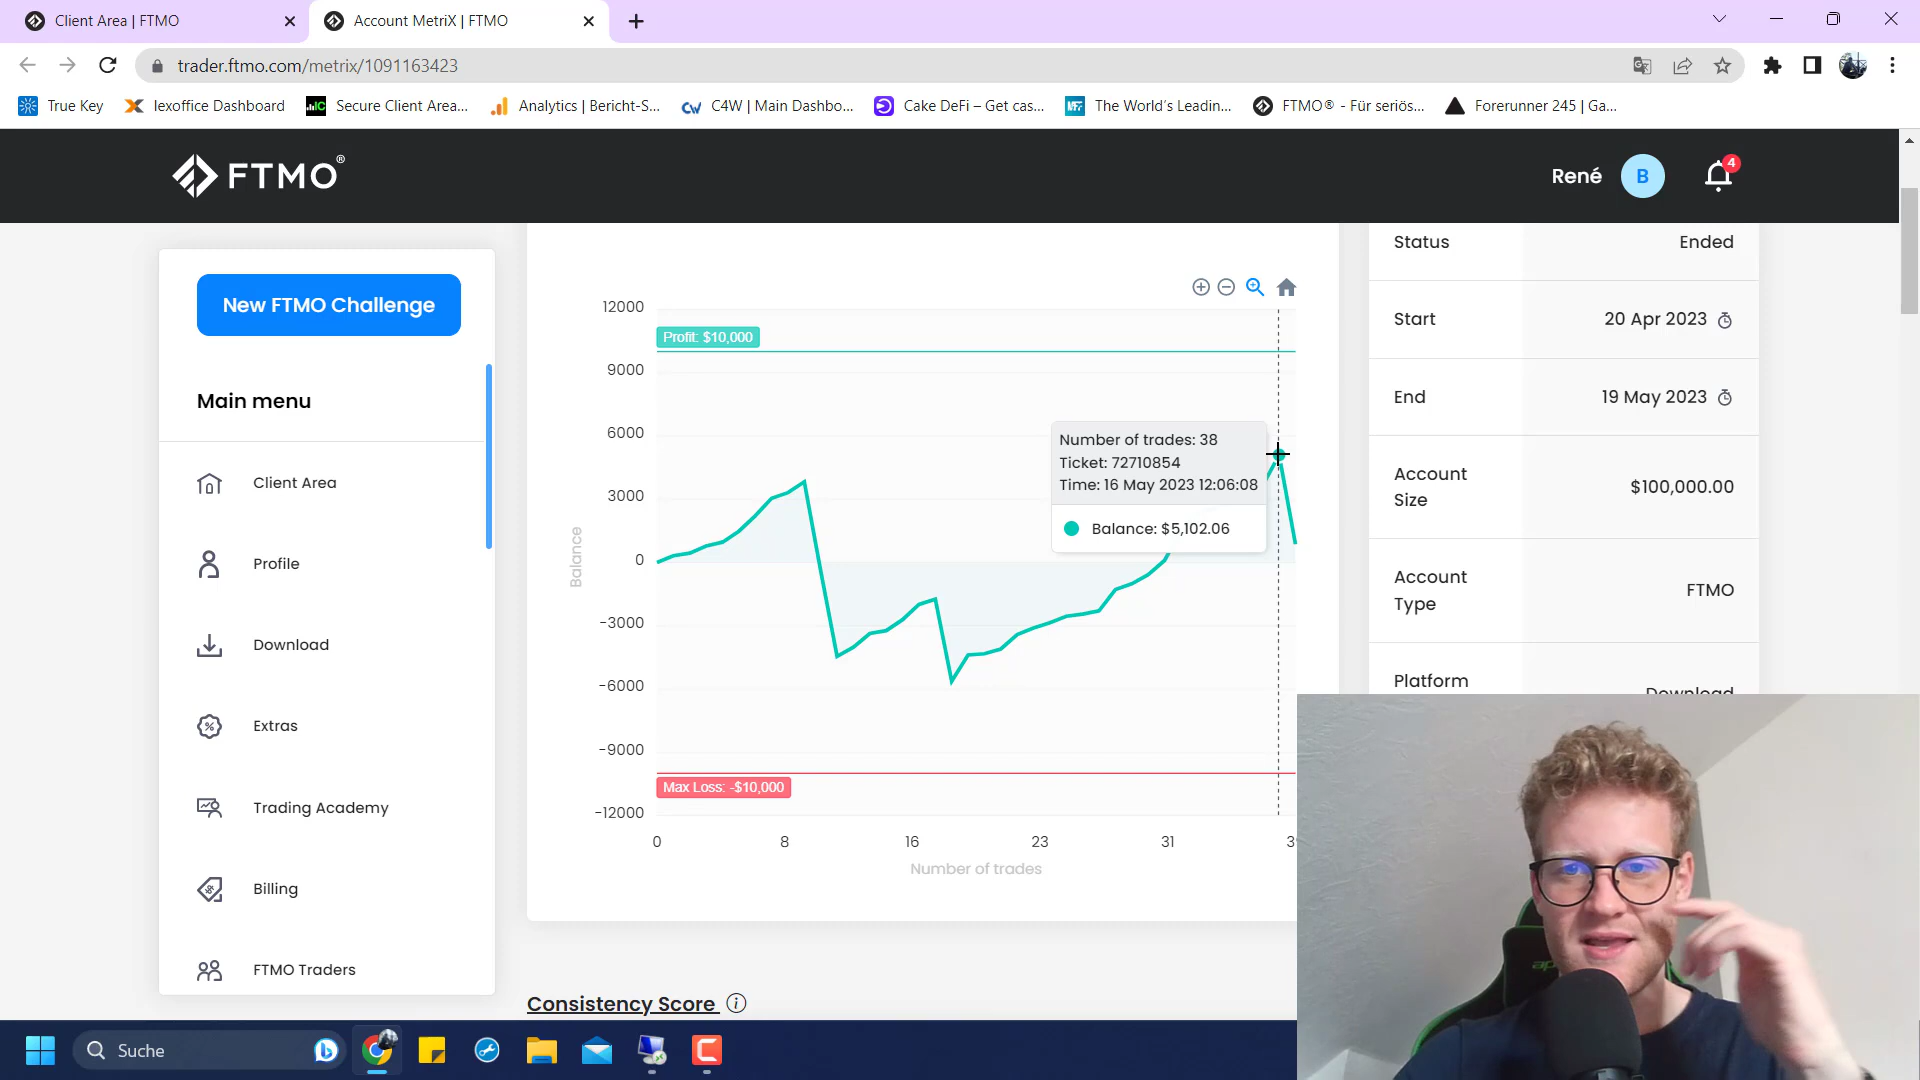 Client Area | FTMO
Account MetriX | FTMO
trader.ftmo.com/metrix/1091163423
True Key
lexoffice Dashboard
Secure Client Area...
Analytics | Bericht-S...
C4W | Main Dashbo...
Cake DeFi – Get cas...
The World's Leadin...
FTMO® - Für seriös...
Forerunner 245 | Ga...
FTMO®
René
B
4
New FTMO Challenge
Main menu
Client Area
Profile
Download
Extras
Trading Academy
Billing
FTMO Traders
12000
Profit: $10,000
9000
6000
3000
0
-3000
-6000
-9000
Max Loss: -$10,000
-12000
Balance
Number of trades: 38
Ticket: 72710854
Time: 16 May 2023 12:06:08
Balance: $5,102.06
0
8
16
23
31
Number of trades
Consistency Score
Status
Ended
Start
20 Apr 2023
End
19 May 2023
Account
Size
$100,000.00
Account
Type
FTMO
Platform
Download
Suche